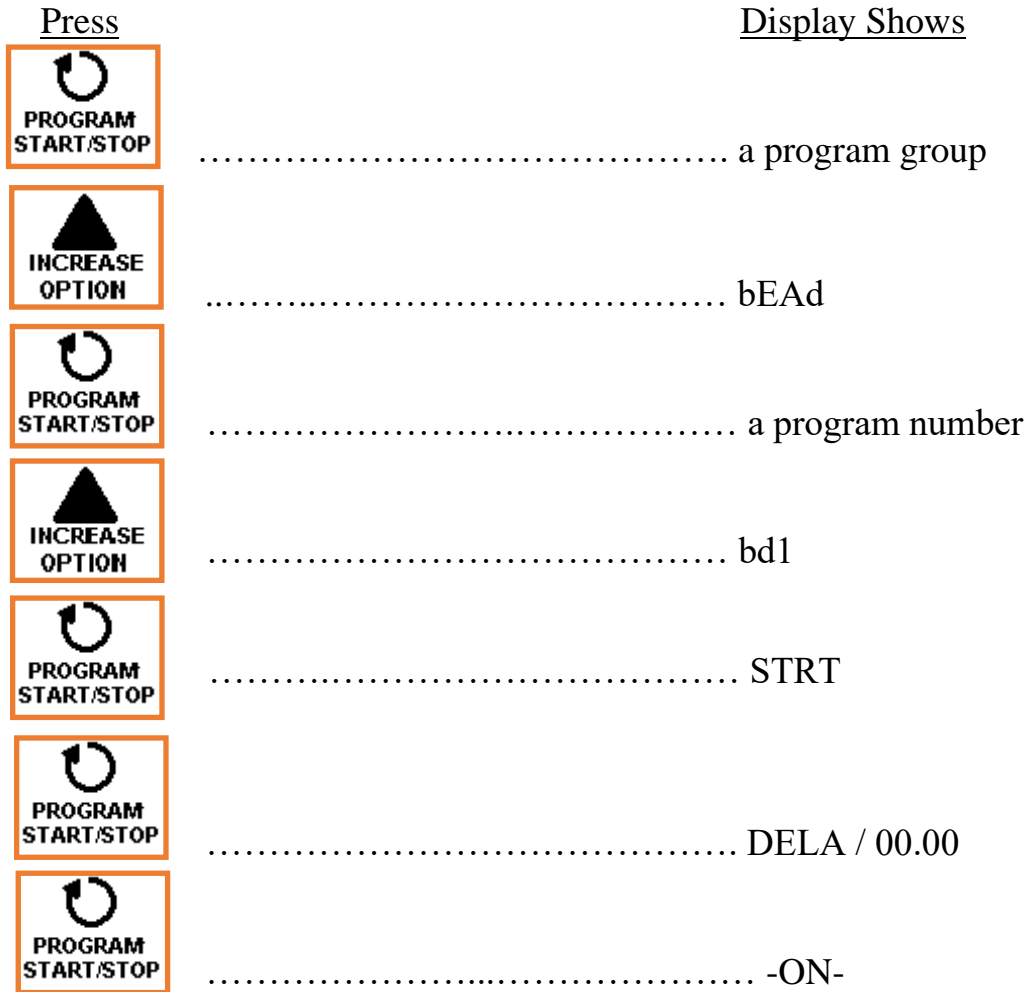 Press Display Shows
PROGRAM
START/STOP
……………………………………. a program group
INCREASE
OPTION
..……..…………………………… bEAd
PROGRAM
START/STOP
…………………….……………… a program number
INCREASE
OPTION
…………………………………… bd1
PROGRAM
START/STOP
……….…………………………… STRT
PROGRAM
START/STOP
……………………………………. DELA / 00.00
PROGRAM
START/STOP
…………………...………………… -ON-